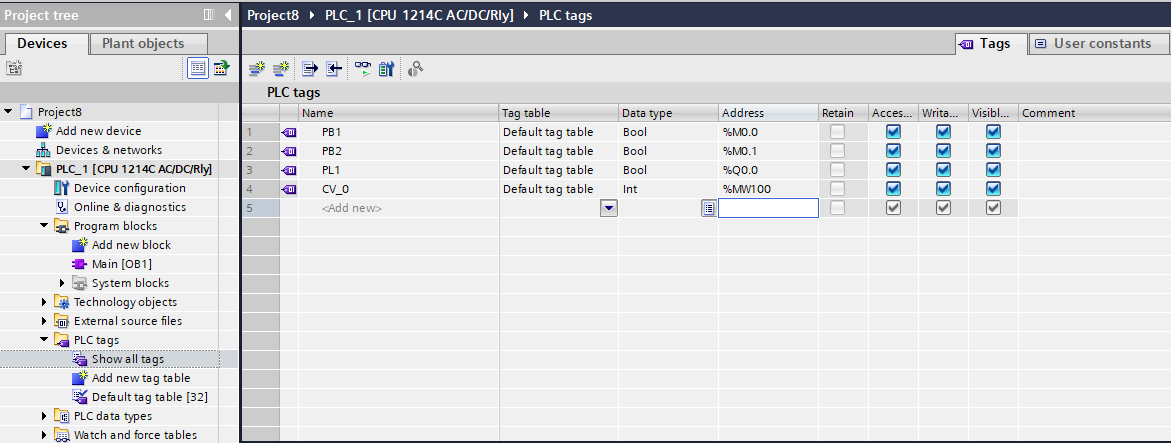 Project tree
Project8 PLC_1 [CPU 1214C AC/DC/Rly] PLC tags
Devices Plant objects
Tags User constants
PLC tags
Name Tag table Data type Address Retain Acces... Writa... Visibl... Comment
1 PB1 Default tag table Bool %M0.0
2 PB2 Default tag table Bool %M0.1
3 PL1 Default tag table Bool %Q0.0
4 CV_0 Default tag table Int %MW100
5 <Add new>
Project8
Add new device
Devices & networks
PLC_1 [CPU 1214C AC/DC/Rly]
Device configuration
Online & diagnostics
Program blocks
Add new block
Main [OB1]
System blocks
Technology objects
External source files
PLC tags
Show all tags
Add new tag table
Default tag table [32]
PLC data types
Watch and force tables